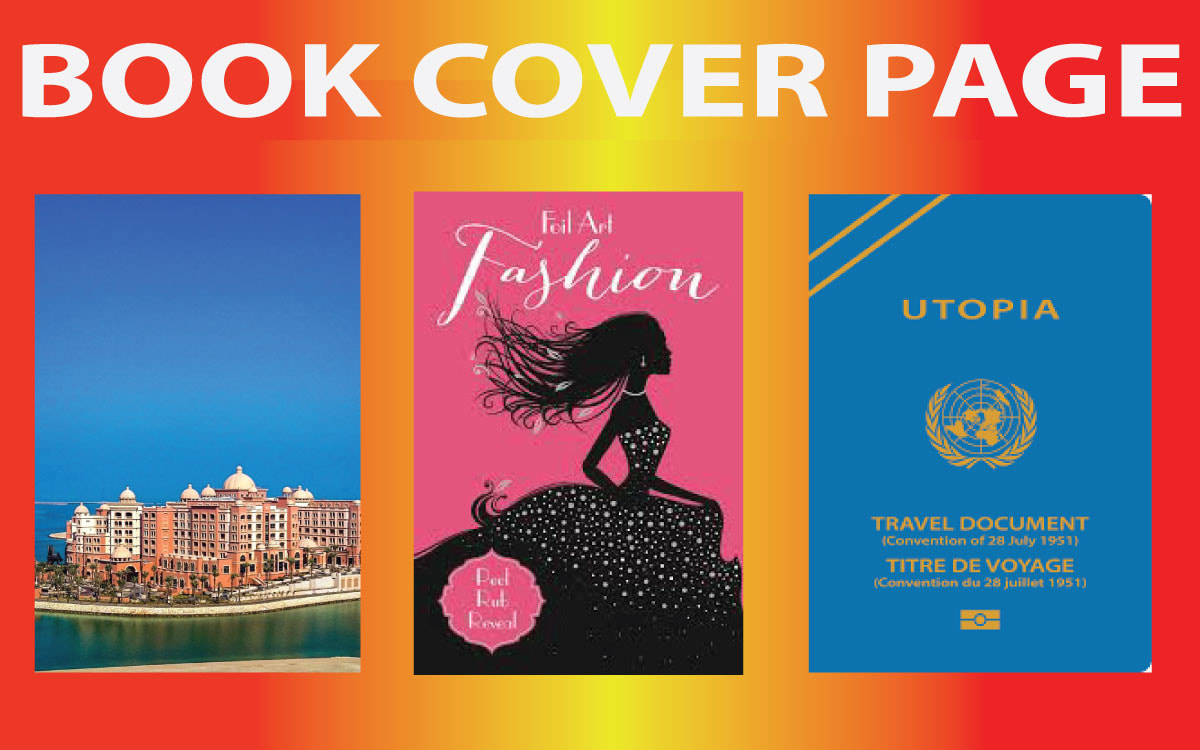 BOOK COVER PAGE
Foil Art
Fashion
Peel
Rub
Reveal
UTOPIA
TRAVEL DOCUMENT
(Convention of 28 July 1951)
TITRE DE VOYAGE
(Convention du 28 juillet 1951)